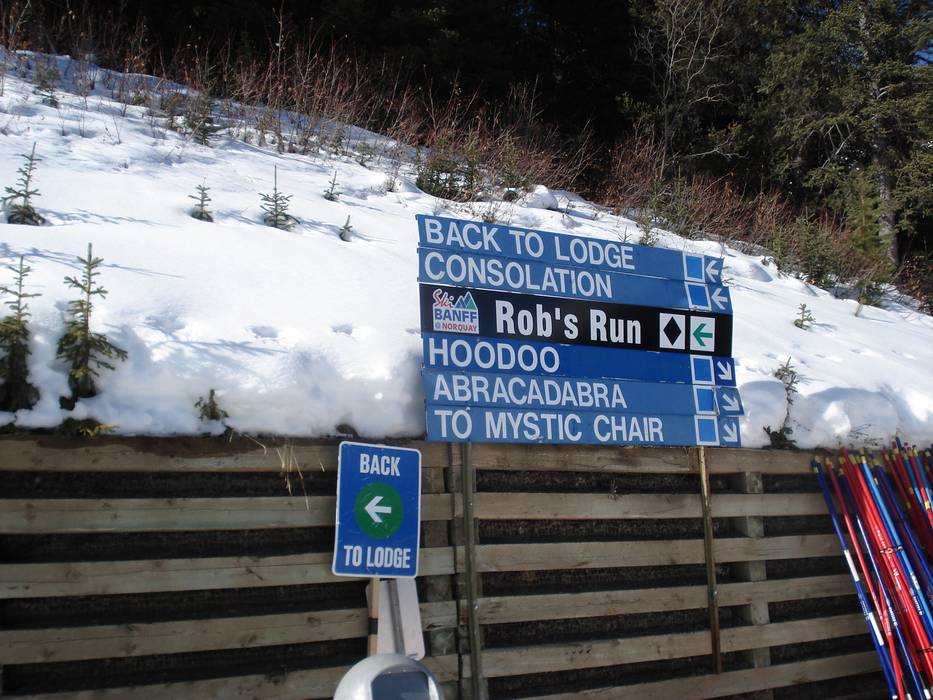 BACK TO LODGE
CONSOLATION
Ski
BANFF
@ NORQUAY
Rob's Run
HOODOO
ABRACADABRA
TO MYSTIC CHAIR
BACK
TO LODGE